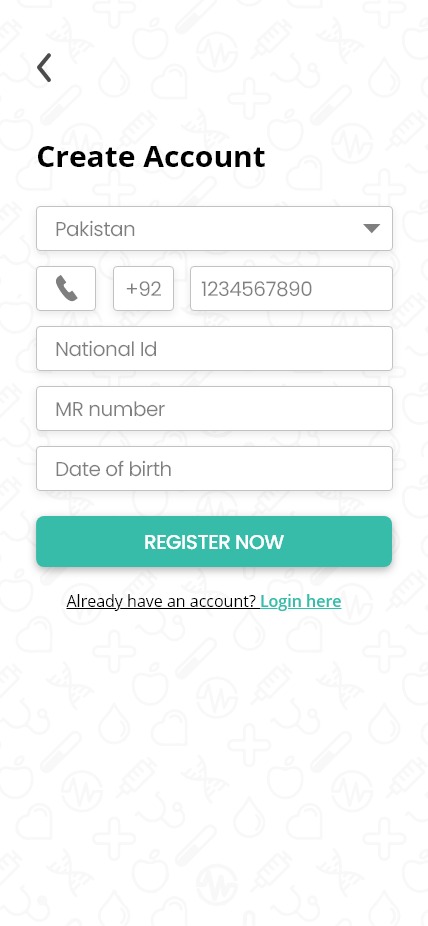 Create Account
Pakistan
+92 1234567890
National Id
MR number
Date of birth
REGISTER NOW
Already have an account? Login here